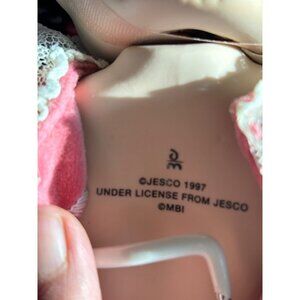 ©JESCO 1997
UNDER LICENSE FROM JESCO
©MBI